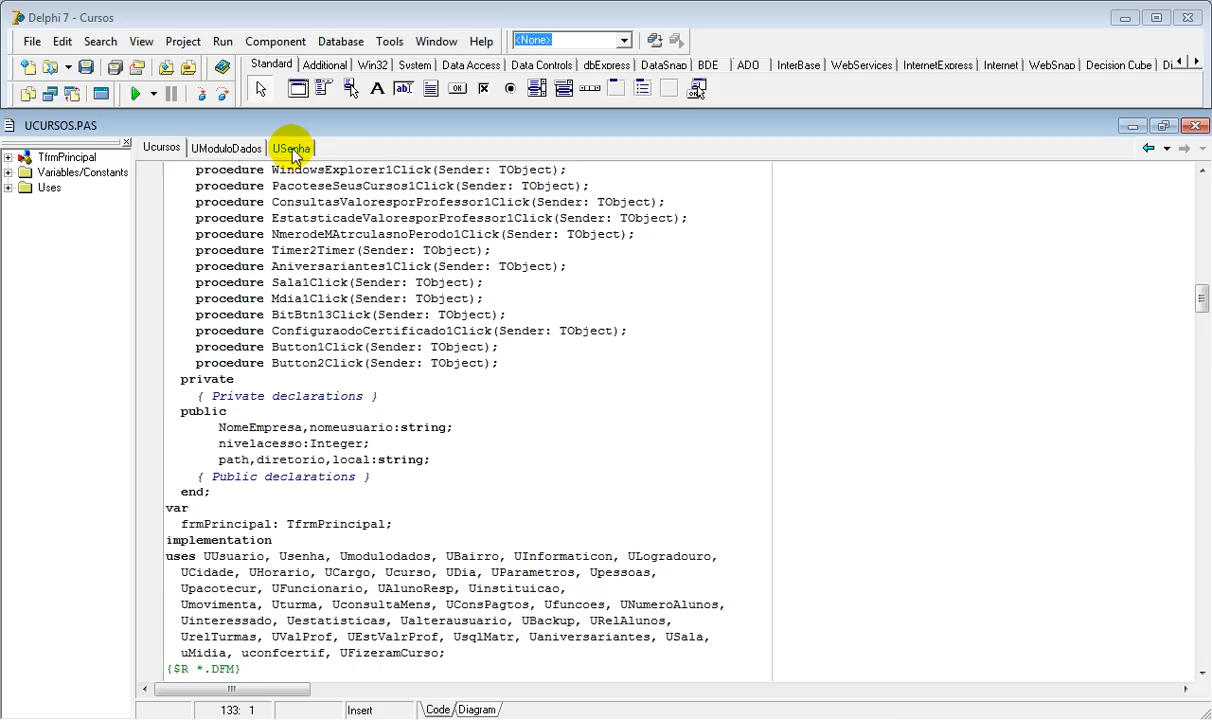 Delphi 7 - Cursos
File Edit Search View Project Run Component Database Tools Window Help <None>
Standard Additional Win32 System Data Access Data Controls dbExpress DataSnap BDE ADO InterBase WebServices InternetExpress Internet WebSnap Decision Cube Di
UCURSOS.PAS
Ucursos UModuloDados USenha
TfrmPrincipal
Variables/Constants
Uses
procedure WindowsExplorer1Click(Sender: TObject);
procedure PacoteseSeusCursos1Click(Sender: TObject);
procedure ConsultasValoresporProfessor1Click(Sender: TObject);
procedure EstatsticadeValoresporProfessor1Click(Sender: TObject);
procedure NmerodeMAtrculasnoPerodo1Click(Sender: TObject);
procedure Timer2Timer(Sender: TObject);
procedure Aniversariantes1Click(Sender: TObject);
procedure Sala1Click(Sender: TObject);
procedure Mdia1Click(Sender: TObject);
procedure BitBtn13Click(Sender: TObject);
procedure ConfiguraodoCertificado1Click(Sender: TObject);
procedure Button1Click(Sender: TObject);
procedure Button2Click(Sender: TObject);
private
{ Private declarations }
public
NomeEmpresa,nomeusuario:string;
nivelacesso:Integer;
path,diretorio,local:string;
{ Public declarations }
end;
var
frmPrincipal: TfrmPrincipal;
implementation
uses UUsuario, Usenha, Umodulodados, UBairro, UInformaticon, ULogradouro,
UCidade, UHorario, UCargo, Ucurso, UDia, UParametros, Upessoas,
Upacotecur, UFuncionario, UAlunoResp, Uinstituicao,
Umovimenta, Uturma, UconsultaMens, UConsPagtos, Ufuncoes, UNumeroAlunos,
Uinteressado, Uestatisticas, Ualterausuario, UBackup, URelAlunos,
UrelTurmas, UValProf, UEstValrProf, UsqlMatr, Uaniversariantes, USala,
uMidia, uconfcertif, UFizeramCurso;
{$R *.DFM}
133: 1 Insert Code Diagram